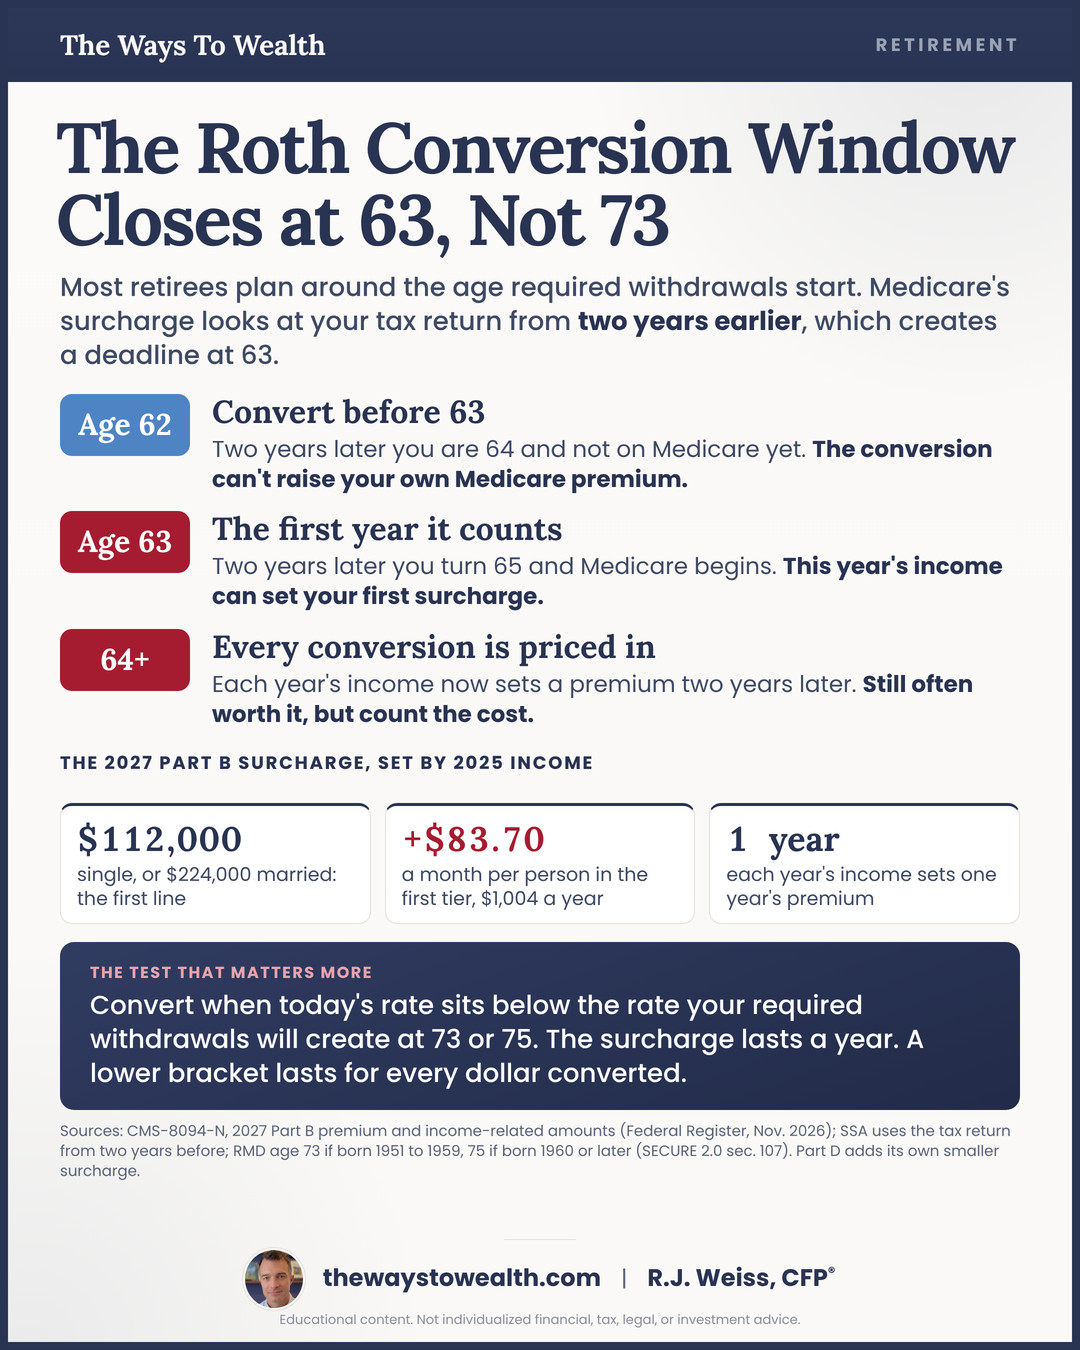 The Ways To Wealth
RETIREMENT
The Roth Conversion Window
Closes at 63, Not 73
Most retirees plan around the age required withdrawals start. Medicare's
surcharge looks at your tax return from two years earlier, which creates
a deadline at 63.
Age 62
Convert before 63
Two years later you are 64 and not on Medicare yet. The conversion
can't raise your own Medicare premium.
Age 63
The first year it counts
Two years later you turn 65 and Medicare begins. This year's income
can set your first surcharge.
64+
Every conversion is priced in
Each year's income now sets a premium two years later. Still often
worth it, but count the cost.
THE 2027 PART B SURCHARGE, SET BY 2025 INCOME
$112,000
single, or $224,000 married:
the first line
+$83.70
a month per person in the
first tier, $1,004 a year
1 year
each year's income sets one
year's premium
THE TEST THAT MATTERS MORE
Convert when today's rate sits below the rate your required
withdrawals will create at 73 or 75. The surcharge lasts a year. A
lower bracket lasts for every dollar converted.
Sources: CMS-8094-N, 2027 Part B premium and income-related amounts (Federal Register, Nov. 2026); SSA uses the tax return
from two years before; RMD age 73 if born 1951 to 1959, 75 if born 1960 or later (SECURE 2.0 sec. 107). Part D adds its own smaller
surcharge.
thewaystowealth.com | R.J. Weiss, CFP®
Educational content. Not individualized financial, tax, legal, or investment advice.